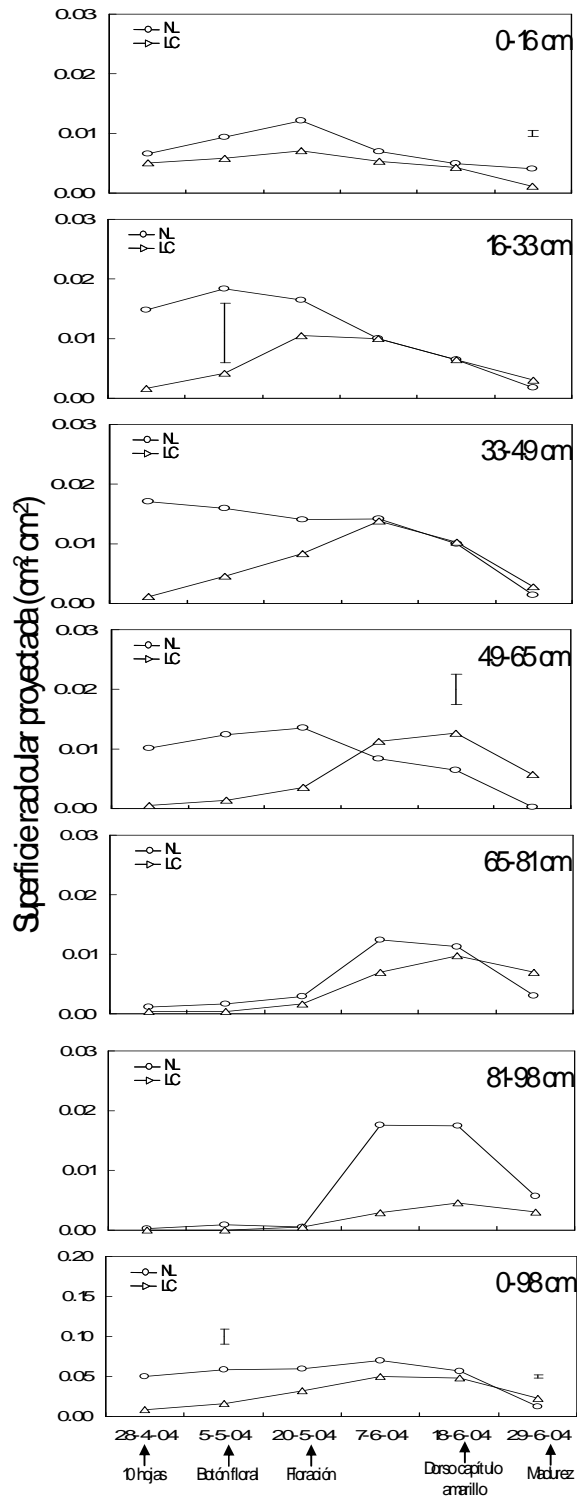 0.03
NL
LC
0-16 cm
0.02
0.01
0.00
0.03
NL
LC
16-33 cm
0.02
0.01
0.00
0.03
NL
LC
33-49 cm
0.02
0.01
0.00
0.03
NL
LC
49-65 cm
0.02
0.01
0.00
0.03
NL
LC
65-81 cm
0.02
0.01
0.00
0.03
NL
LC
81-98 cm
0.02
0.01
0.00
0.20
NL
LC
0-98 cm
0.15
0.10
0.05
0.00
Superficie radcular proyectada (cm² cm²)
28-4-04 5-5-04 20-5-04 7-6-04 18-6-04 29-6-04
10 hojas Botón floral Floración Dorso capítulo Madurez
amarillo